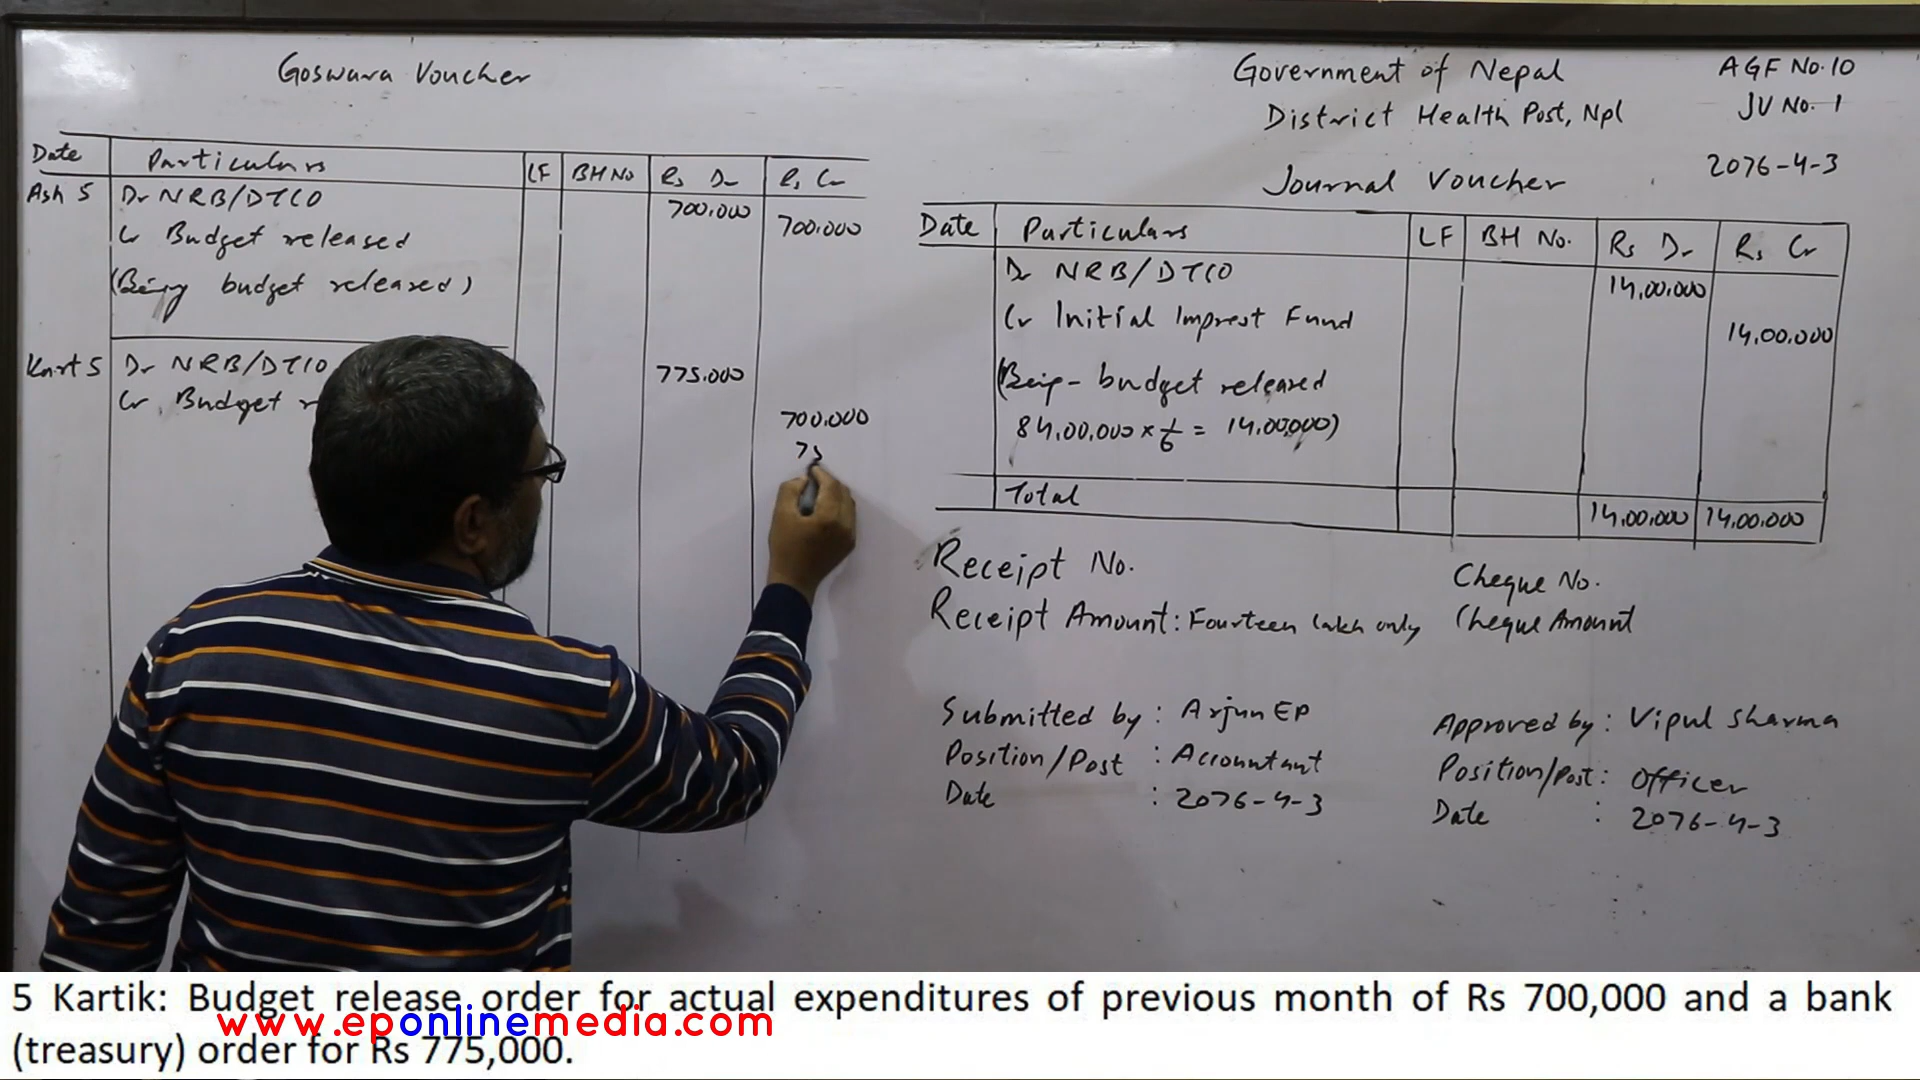 Goswara Voucher
Date Particulars LF BH No Rs Dr Rs Cr
Ash 5 Dr NRB/DTCO 700.000
Cr Budget released 700.000
(Being budget released)
Kart 5 Dr NRB/DTCO 775.000
Cr. Budget r
700.000
75
Government of Nepal
AGF No.10
District Health Post, Npl
JV No. 1
Journal Voucher
2076-4-3
Date Particulars LF BH No. Rs Dr Rs Cr
Dr NRB/DTCO 14,00,000
Cr Initial Imprest Fund 14,00,000
(Being budget released
84,00,000 × 1/6 = 14,00,000)
Total 14,00,000 14,00,000
Receipt No.
Cheque No.
Receipt Amount: Fourteen lakh only
Cheque Amount
Submitted by : Arjun EP
Approved by : Vipul Sharma
Position/Post : Accountant
Position/Post : Officer
Date : 2076-4-3
Date : 2076-4-3
5 Kartik: Budget release order for actual expenditures of previous month of Rs 700,000 and a bank
www.eponlinemedia.com
(treasury) order for Rs 775,000.